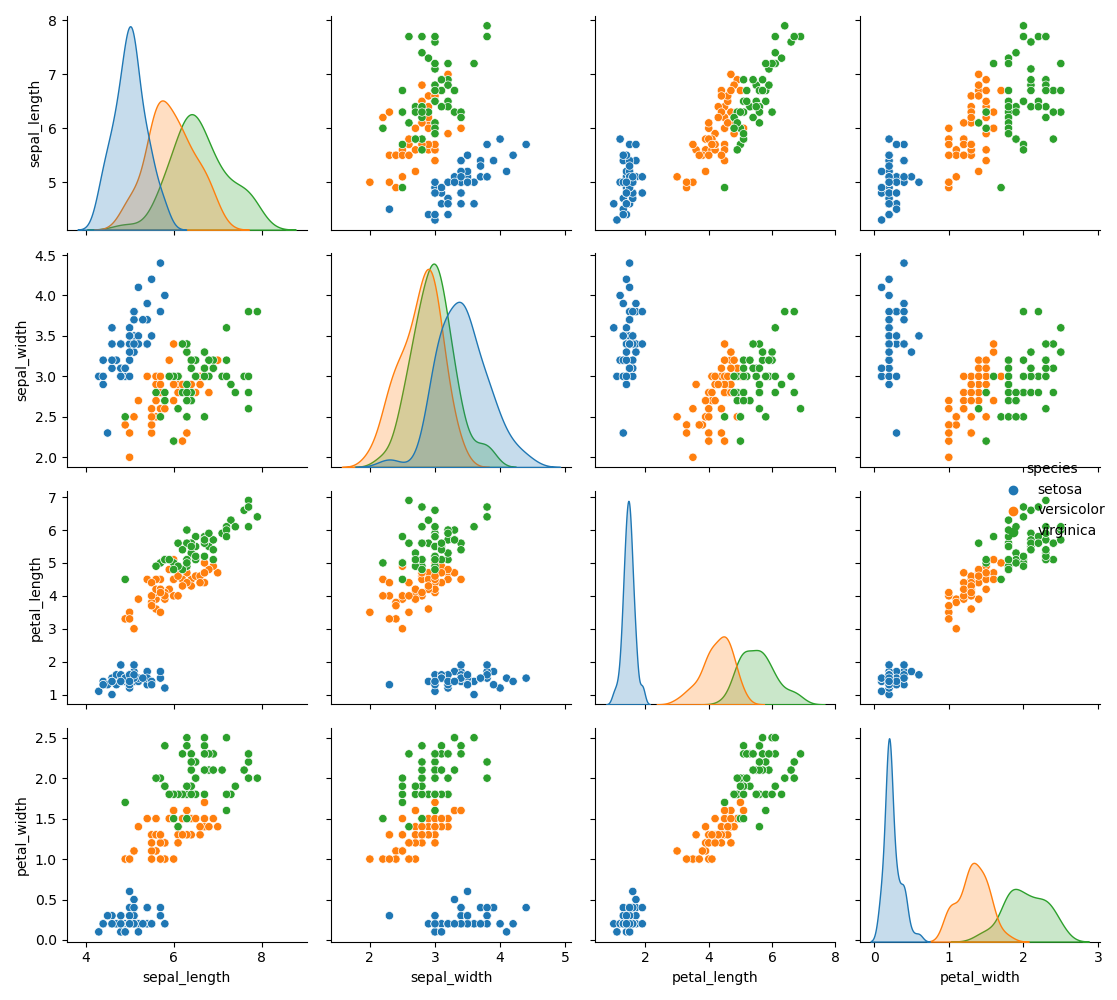 sepal_length
8
7
6
5
sepal_width
4.5
4.0
3.5
3.0
2.5
2.0
species
setosa
versicolor
virginica
petal_length
7
6
5
4
3
2
1
petal_width
2.5
2.0
1.5
1.0
0.5
0.0
4 6 8 2 3 4 5 2 4 6 8 0 1 2 3
sepal_length sepal_width petal_length petal_width